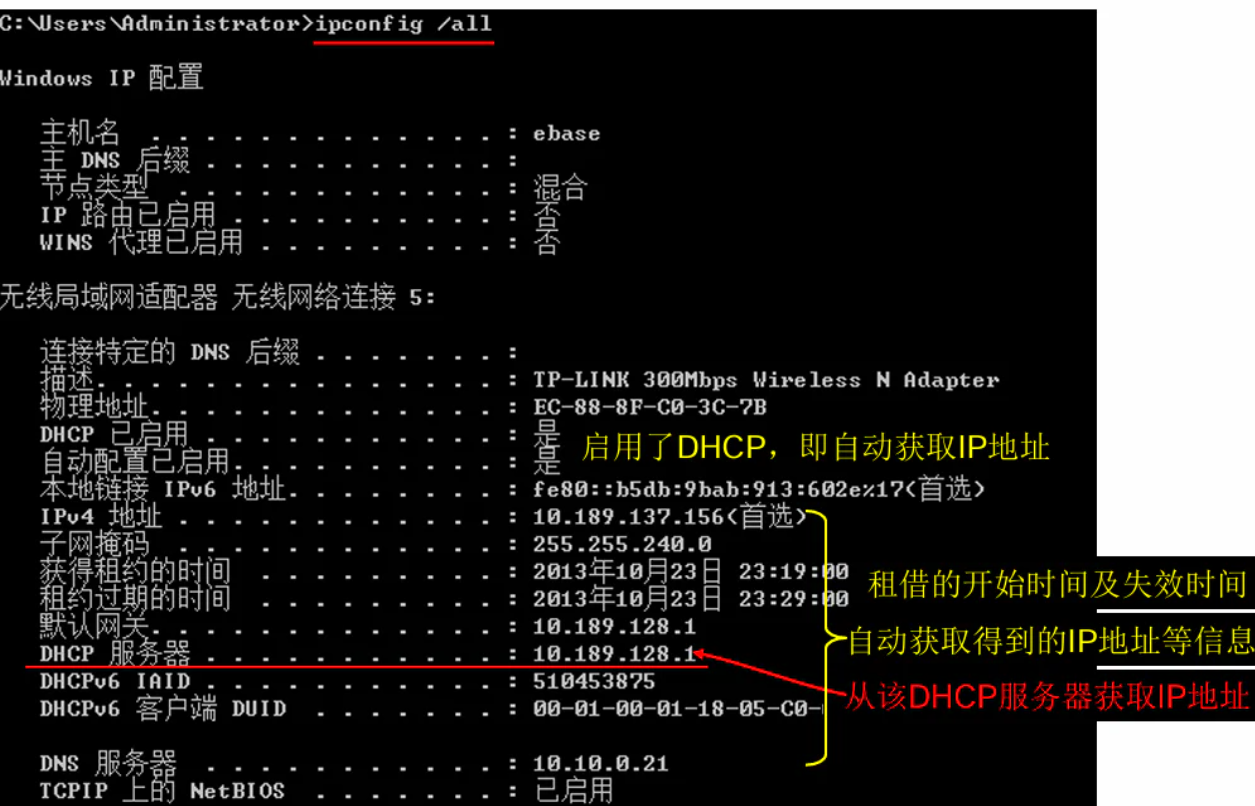 C:\Users\Administrator>ipconfig /all
Windows IP 配置
主机名 . . . . . . . . . . . . . : ebase
主 DNS 后缀 . . . . . . . . . . . :
节点类型 . . . . . . . . . . . . : 混合
IP 路由已启用 . . . . . . . . . . : 否
WINS 代理已启用 . . . . . . . . . : 否
无线局域网适配器 无线网络连接 5:
连接特定的 DNS 后缀 . . . . . . . :
描述. . . . . . . . . . . . . . . : TP-LINK 300Mbps Wireless N Adapter
物理地址. . . . . . . . . . . . . : EC-88-8F-C0-3C-7B
DHCP 已启用 . . . . . . . . . . . : 是
启用了DHCP，即自动获取IP地址
自动配置已启用. . . . . . . . . . : 是
本地链接 IPv6 地址. . . . . . . . : fe80::b5db:9bab:913:602e%17(首选)
IPv4 地址 . . . . . . . . . . . . : 10.189.137.156(首选)
子网掩码 . . . . . . . . . . . . : 255.255.240.0
获得租约的时间 . . . . . . . . . : 2013年10月23日 23:19:00
租借的开始时间及失效时间
租约过期的时间 . . . . . . . . . : 2013年10月23日 23:29:00
默认网关. . . . . . . . . . . . . : 10.189.128.1
自动获取得到的IP地址等信息
DHCP 服务器 . . . . . . . . . . . : 10.189.128.1
DHCPv6 IAID . . . . . . . . . . . : 510453875
从该DHCP服务器获取IP地址
DHCPv6 客户端 DUID . . . . . . . : 00-01-00-01-18-05-C0-
DNS 服务器 . . . . . . . . . . . : 10.10.0.21
TCPIP 上的 NetBIOS . . . . . . . : 已启用